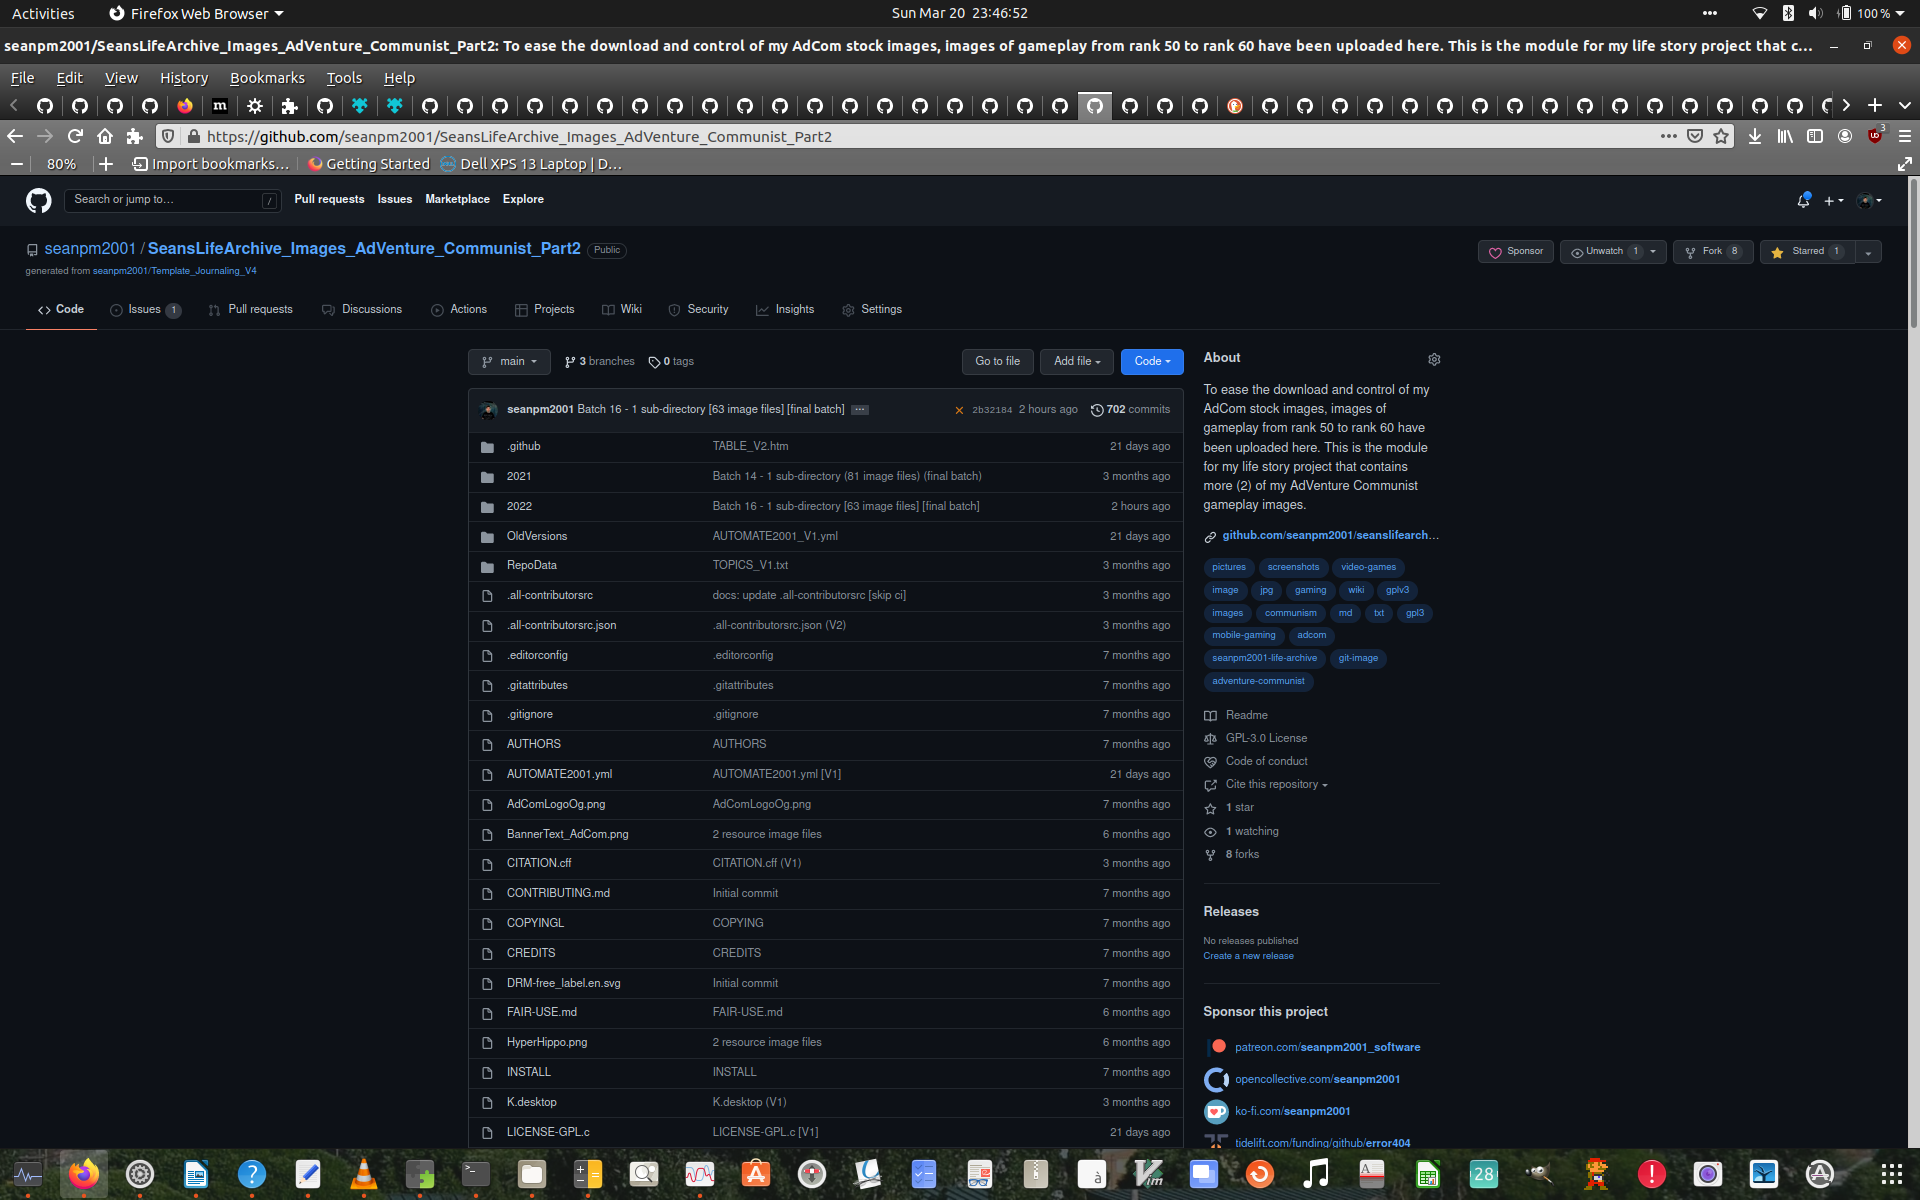 Activities
Firefox Web Browser
Sun Mar 20 23:46:52
100 %
seanpm2001/SeansLifeArchive_Images_AdVenture_Communist_Part2: To ease the download and control of my AdCom stock images, images of gameplay from rank 50 to rank 60 have been uploaded here. This is the module for my life story project that c...
File Edit View History Bookmarks Tools Help
https://github.com/seanpm2001/SeansLifeArchive_Images_AdVenture_Communist_Part2
3
80%
Import bookmarks...
Getting Started
Dell XPS 13 Laptop | D...
Search or jump to...
/
Pull requests Issues Marketplace Explore
seanpm2001 / SeansLifeArchive_Images_AdVenture_Communist_Part2 Public
Sponsor
Unwatch 1
Fork 8
Starred 1
generated from seanpm2001/Template_Journaling_V4
Code
Issues 1
Pull requests
Discussions
Actions
Projects
Wiki
Security
Insights
Settings
main
3 branches
0 tags
Go to file
Add file
Code
seanpm2001 Batch 16 - 1 sub-directory [63 image files] [final batch] ... 2b32184 2 hours ago 702 commits
.github TABLE_V2.htm 21 days ago
2021 Batch 14 - 1 sub-directory (81 image files) (final batch) 3 months ago
2022 Batch 16 - 1 sub-directory [63 image files] [final batch] 2 hours ago
OldVersions AUTOMATE2001_V1.yml 21 days ago
RepoData TOPICS_V1.txt 3 months ago
.all-contributorsrc docs: update .all-contributorsrc [skip ci] 3 months ago
.all-contributorsrc.json .all-contributorsrc.json (V2) 3 months ago
.editorconfig .editorconfig 7 months ago
.gitattributes .gitattributes 7 months ago
.gitignore .gitignore 7 months ago
AUTHORS AUTHORS 7 months ago
AUTOMATE2001.yml AUTOMATE2001.yml [V1] 21 days ago
AdComLogoOg.png AdComLogoOg.png 7 months ago
BannerText_AdCom.png 2 resource image files 6 months ago
CITATION.cff CITATION.cff (V1) 3 months ago
CONTRIBUTING.md Initial commit 7 months ago
COPYINGL COPYING 7 months ago
CREDITS CREDITS 7 months ago
DRM-free_label.en.svg Initial commit 7 months ago
FAIR-USE.md FAIR-USE.md 6 months ago
HyperHippo.png 2 resource image files 6 months ago
INSTALL INSTALL 7 months ago
K.desktop K.desktop (V1) 3 months ago
LICENSE-GPL.c LICENSE-GPL.c [V1] 21 days ago
About
To ease the download and control of my
AdCom stock images, images of
gameplay from rank 50 to rank 60 have
been uploaded here. This is the module
for my life story project that contains
more (2) of my AdVenture Communist
gameplay images.
github.com/seanpm2001/seanslifearch...
pictures screenshots video-games
image jpg gaming wiki gplv3
images communism md txt gpl3
mobile-gaming adcom
seanpm2001-life-archive git-image
adventure-communist
Readme
GPL-3.0 License
Code of conduct
Cite this repository
1 star
1 watching
8 forks
Releases
No releases published
Create a new release
Sponsor this project
patreon.com/seanpm2001_software
opencollective.com/seanpm2001
ko-fi.com/seanpm2001
tidelift.com/funding/github/error404
28